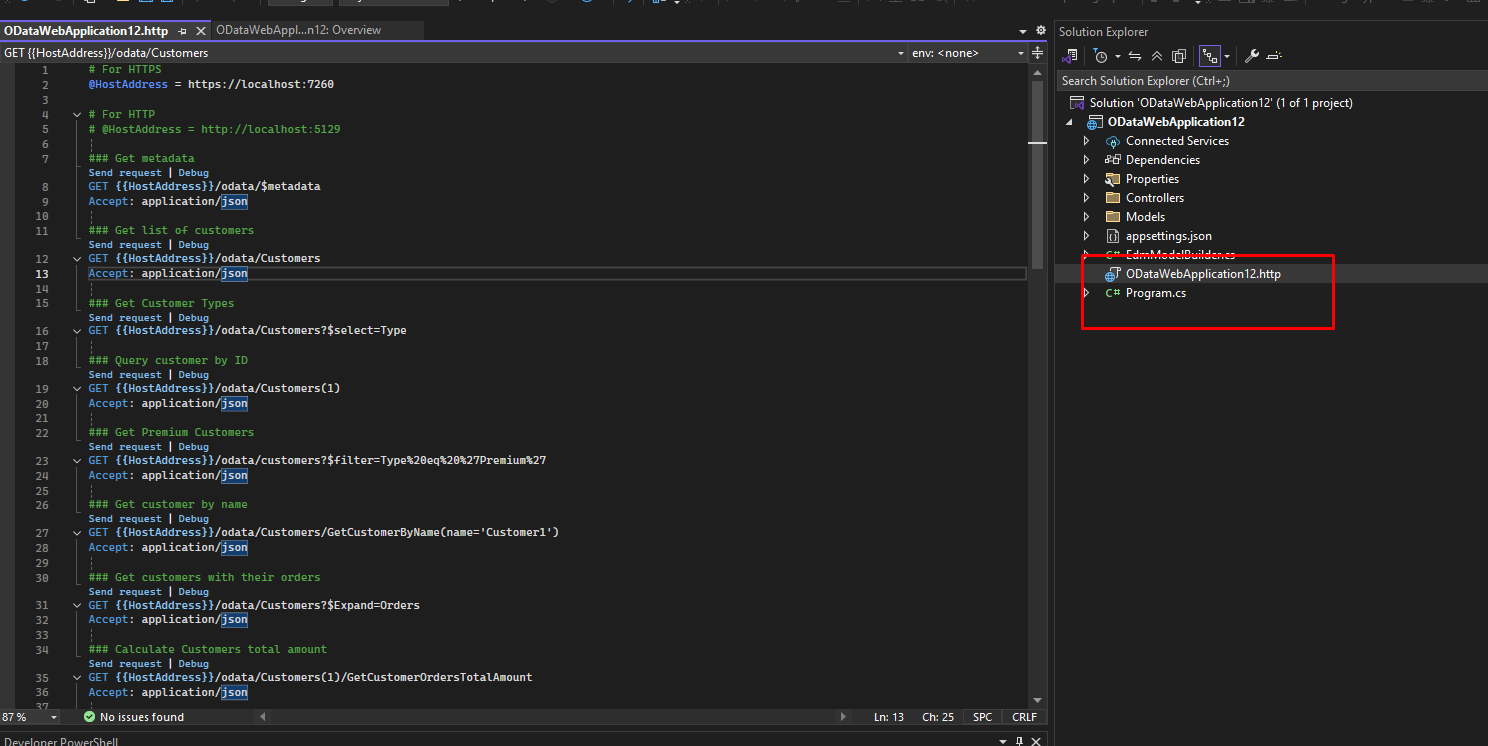 ODataWebApplication12.http
ODataWebAppl...n12: Overview
GET {{HostAddress}}/odata/Customers
env: <none>
1 # For HTTPS
2 @HostAddress = https://localhost:7260
3
4 # For HTTP
5 # @HostAddress = http://localhost:5129
6
7 ### Get metadata
Send request | Debug
8 GET {{HostAddress}}/odata/$metadata
9 Accept: application/json
10
11 ### Get list of customers
Send request | Debug
12 GET {{HostAddress}}/odata/Customers
13 Accept: application/json
14
15 ### Get Customer Types
Send request | Debug
16 GET {{HostAddress}}/odata/Customers?$select=Type
17
18 ### Query customer by ID
Send request | Debug
19 GET {{HostAddress}}/odata/Customers(1)
20 Accept: application/json
21
22 ### Get Premium Customers
Send request | Debug
23 GET {{HostAddress}}/odata/customers?$filter=Type%20eq%20%27Premium%27
24 Accept: application/json
25
26 ### Get customer by name
Send request | Debug
27 GET {{HostAddress}}/odata/Customers/GetCustomerByName(name='Customer1')
28 Accept: application/json
29
30 ### Get customers with their orders
Send request | Debug
31 GET {{HostAddress}}/odata/Customers?$Expand=Orders
32 Accept: application/json
33
34 ### Calculate Customers total amount
Send request | Debug
35 GET {{HostAddress}}/odata/Customers(1)/GetCustomerOrdersTotalAmount
36 Accept: application/json
37
87 %
No issues found
Ln: 13
Ch: 25
SPC
CRLF
Developer PowerShell
Solution Explorer
Search Solution Explorer (Ctrl+;)
Solution 'ODataWebApplication12' (1 of 1 project)
ODataWebApplication12
Connected Services
Dependencies
Properties
Controllers
Models
appsettings.json
C# EdmModelBuilder.cs
ODataWebApplication12.http
C# Program.cs